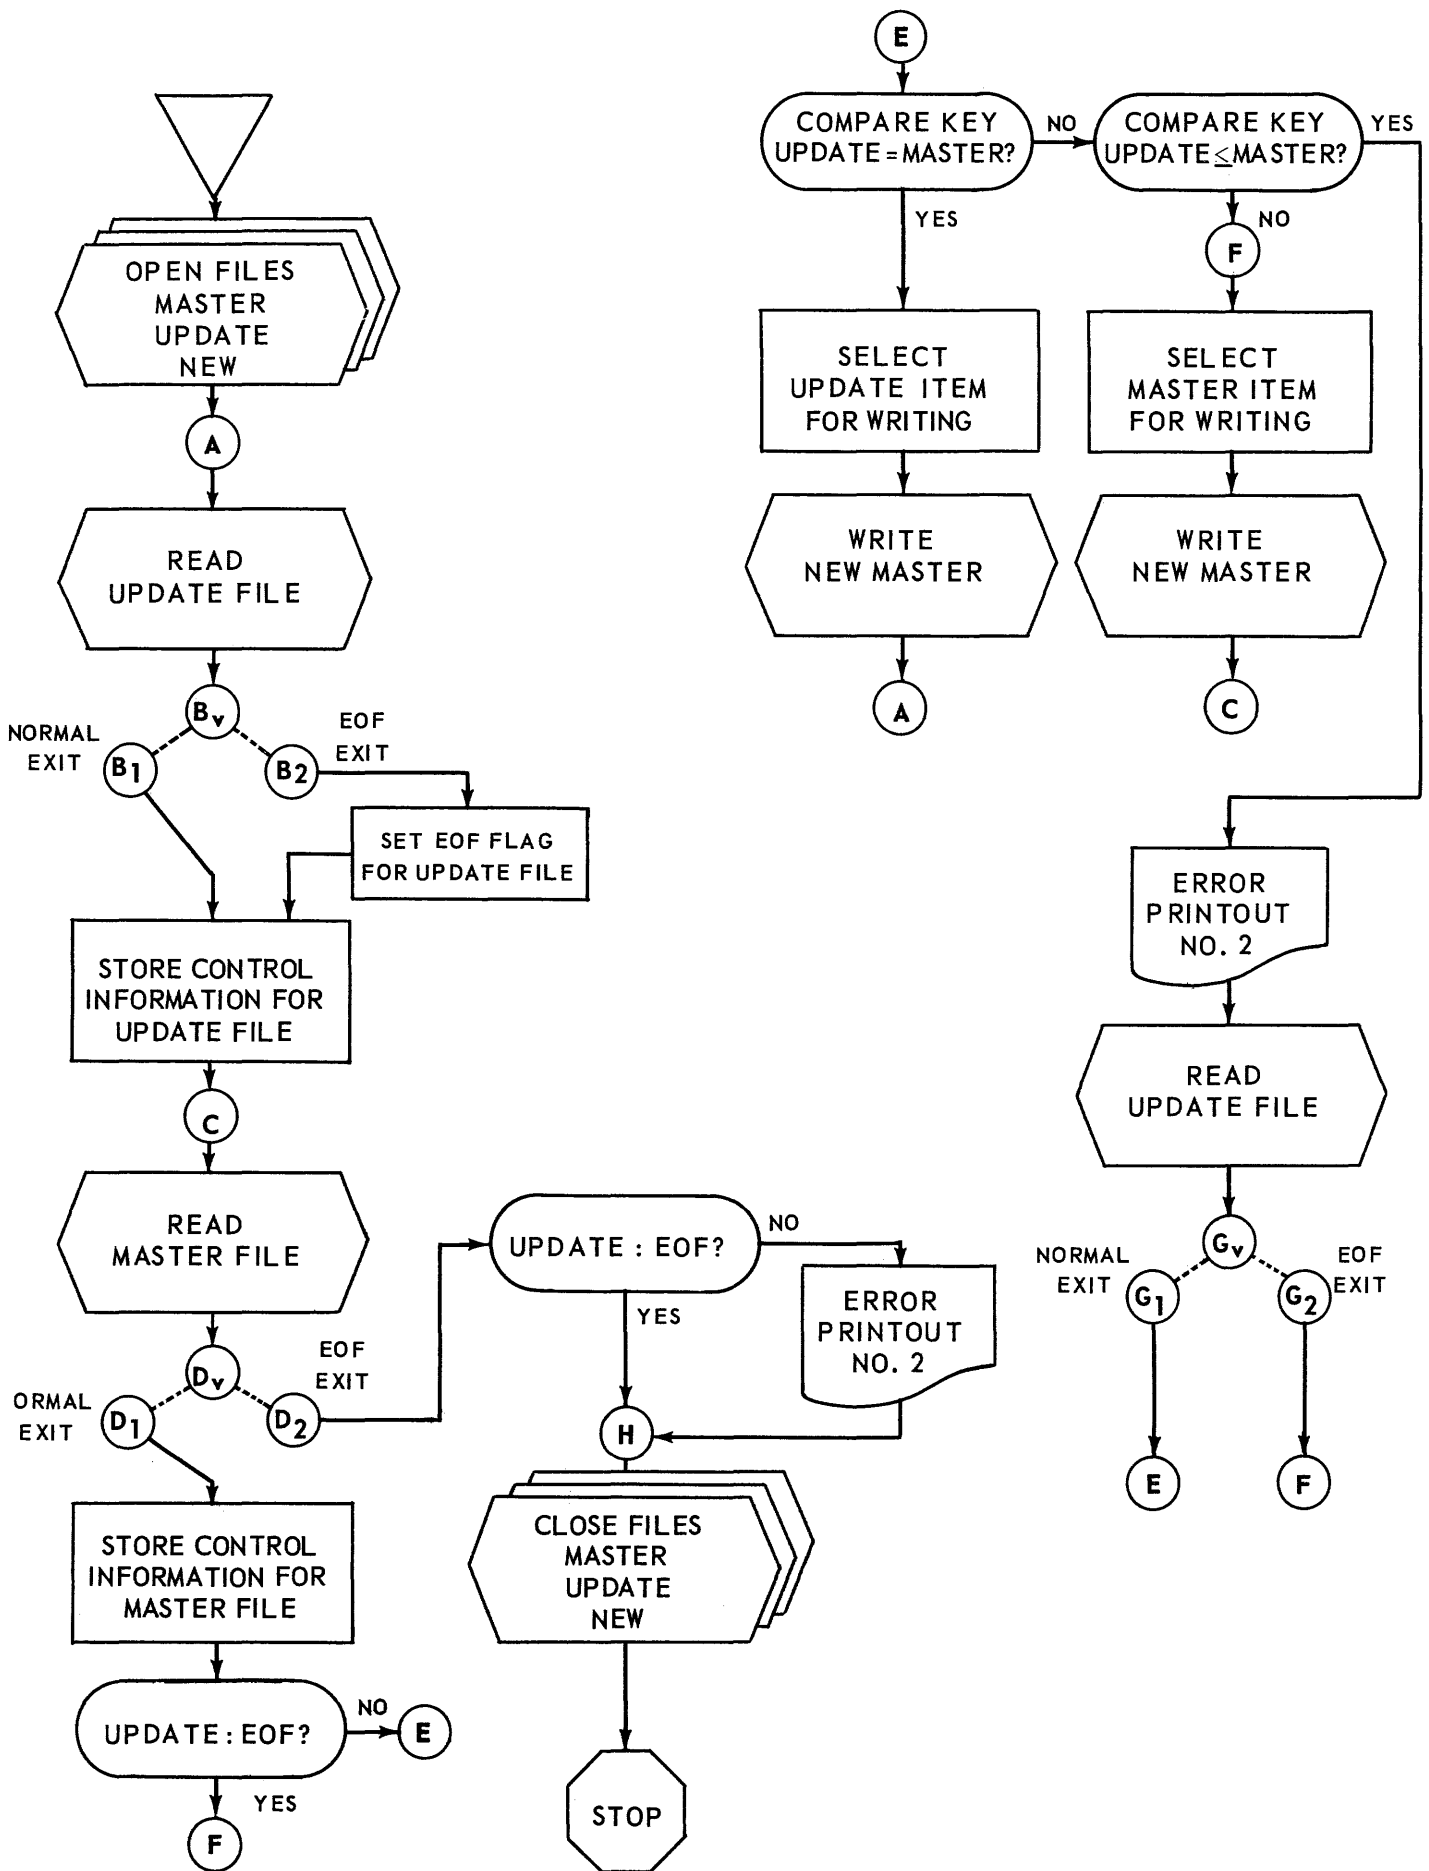 OPEN FILES
MASTER
UPDATE
NEW
A
READ
UPDATE FILE
Bv
NORMAL
EXIT
B1
B2
EOF
EXIT
SET EOF FLAG
FOR UPDATE FILE
STORE CONTROL
INFORMATION FOR
UPDATE FILE
C
READ
MASTER FILE
Dv
ORMAL
EXIT
D1
D2
EOF
EXIT
STORE CONTROL
INFORMATION FOR
MASTER FILE
UPDATE : EOF?
NO
E
YES
F
UPDATE : EOF?
NO
YES
ERROR
PRINTOUT
NO. 2
H
CLOSE FILES
MASTER
UPDATE
NEW
STOP
E
COMPARE KEY
UPDATE=MASTER?
NO
YES
SELECT
UPDATE ITEM
FOR WRITING
WRITE
NEW MASTER
A
COMPARE KEY
UPDATE≤MASTER?
YES
NO
F
SELECT
MASTER ITEM
FOR WRITING
WRITE
NEW MASTER
C
ERROR
PRINTOUT
NO. 2
READ
UPDATE FILE
Gv
NORMAL
EXIT
G1
G2
EOF
EXIT
E
F